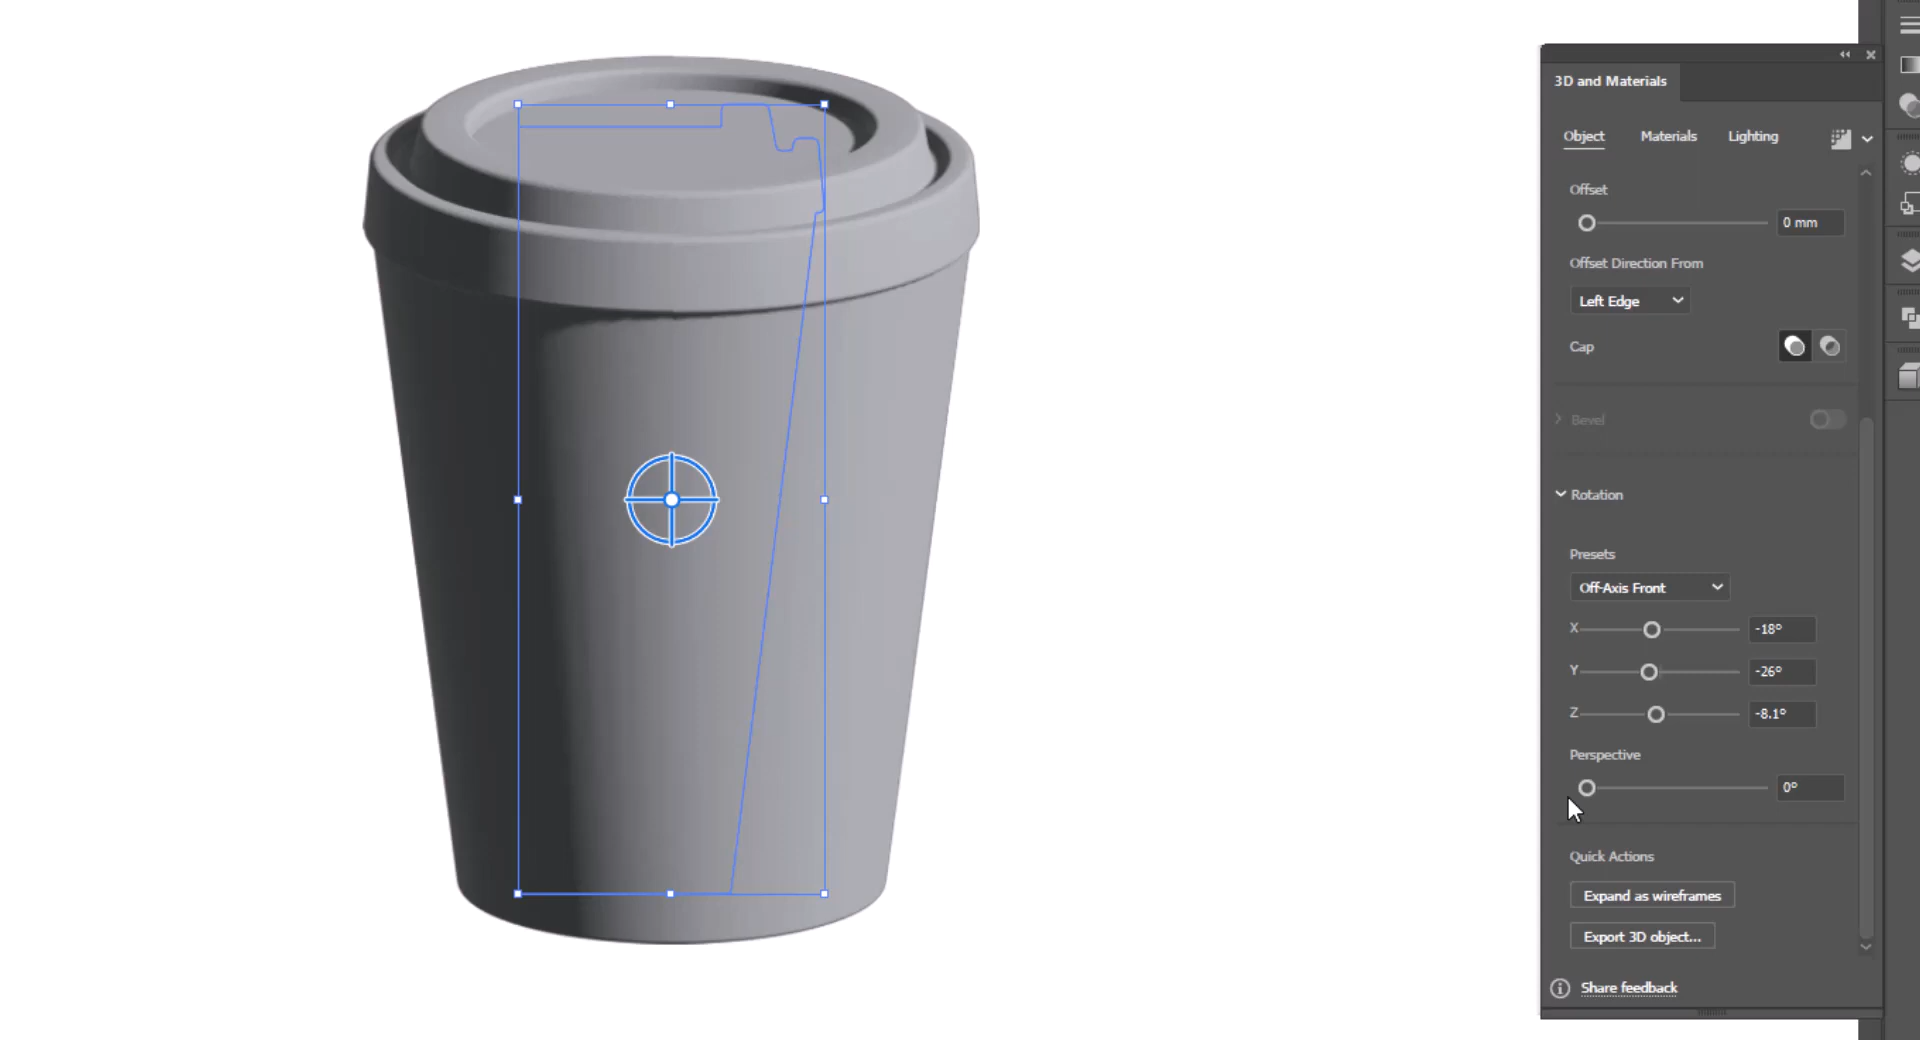 3D and Materials
Object Materials Lighting
Offset
0 mm
Offset Direction From
Left Edge
Cap
Bevel
Rotation
Presets
Off-Axis Front
X -18°
Y -26°
Z -8.1°
Perspective
0°
Quick Actions
Expand as wireframes
Export 3D object...
Share feedback